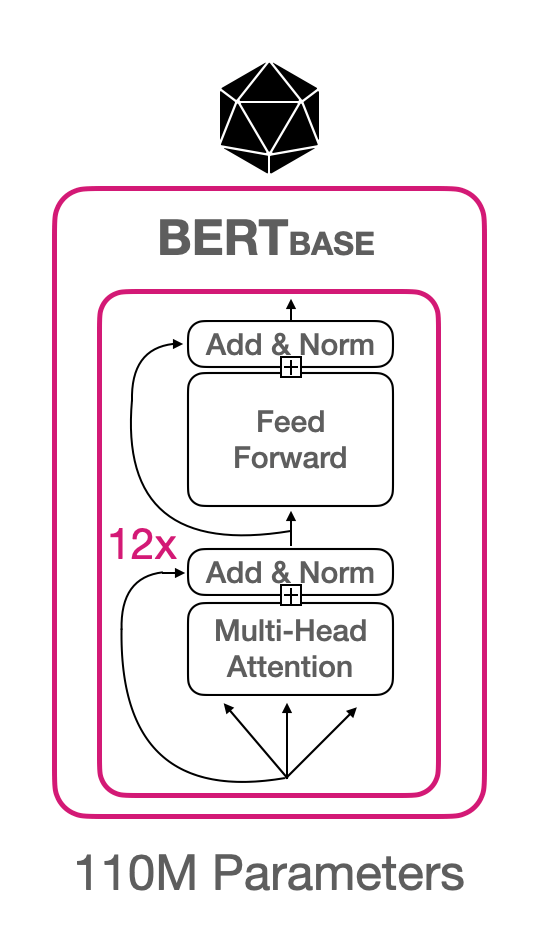 BERTBASE
Add & Norm
Feed
Forward
12x
Add & Norm
Multi-Head
Attention
110M Parameters